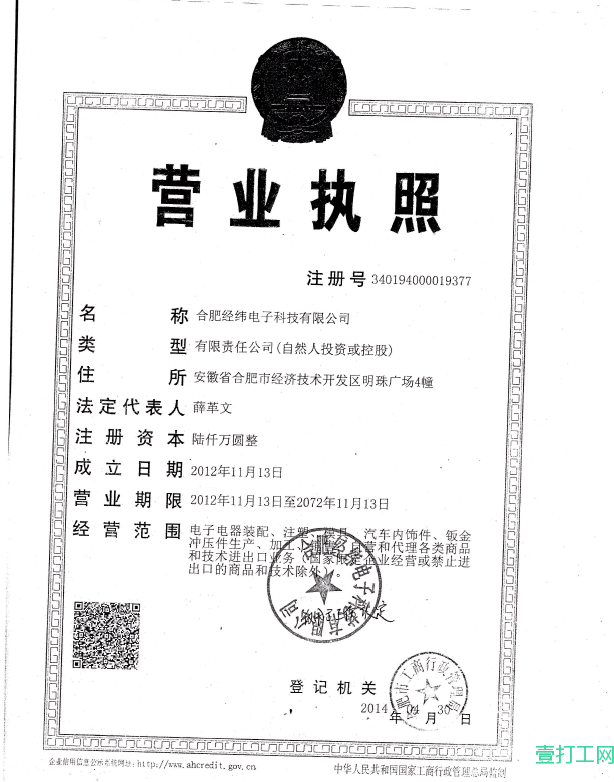 营业执照
注册号 340194000019377
名称 合肥经纬电子科技有限公司
类型 有限责任公司(自然人投资或控股)
住所 安徽省合肥市经济技术开发区明珠广场4幢
法定代表人 薛革文
注册资本 陆仟万圆整
成立日期 2012年11月13日
营业期限 2012年11月13日至2072年11月13日
经营范围 电子电器装配、注塑、模具、汽车内饰件、钣金
冲压件生产、加工、自营和代理各类商品
和技术进出口业务（国家限定企业经营或禁止进
出口的商品和技术除外）。
登记机关
2014年04月30日
企业信用信息公示系统网址:http://www.ahcredit.gov.cn
中华人民共和国国家工商行政管理总局监制
壹打工网